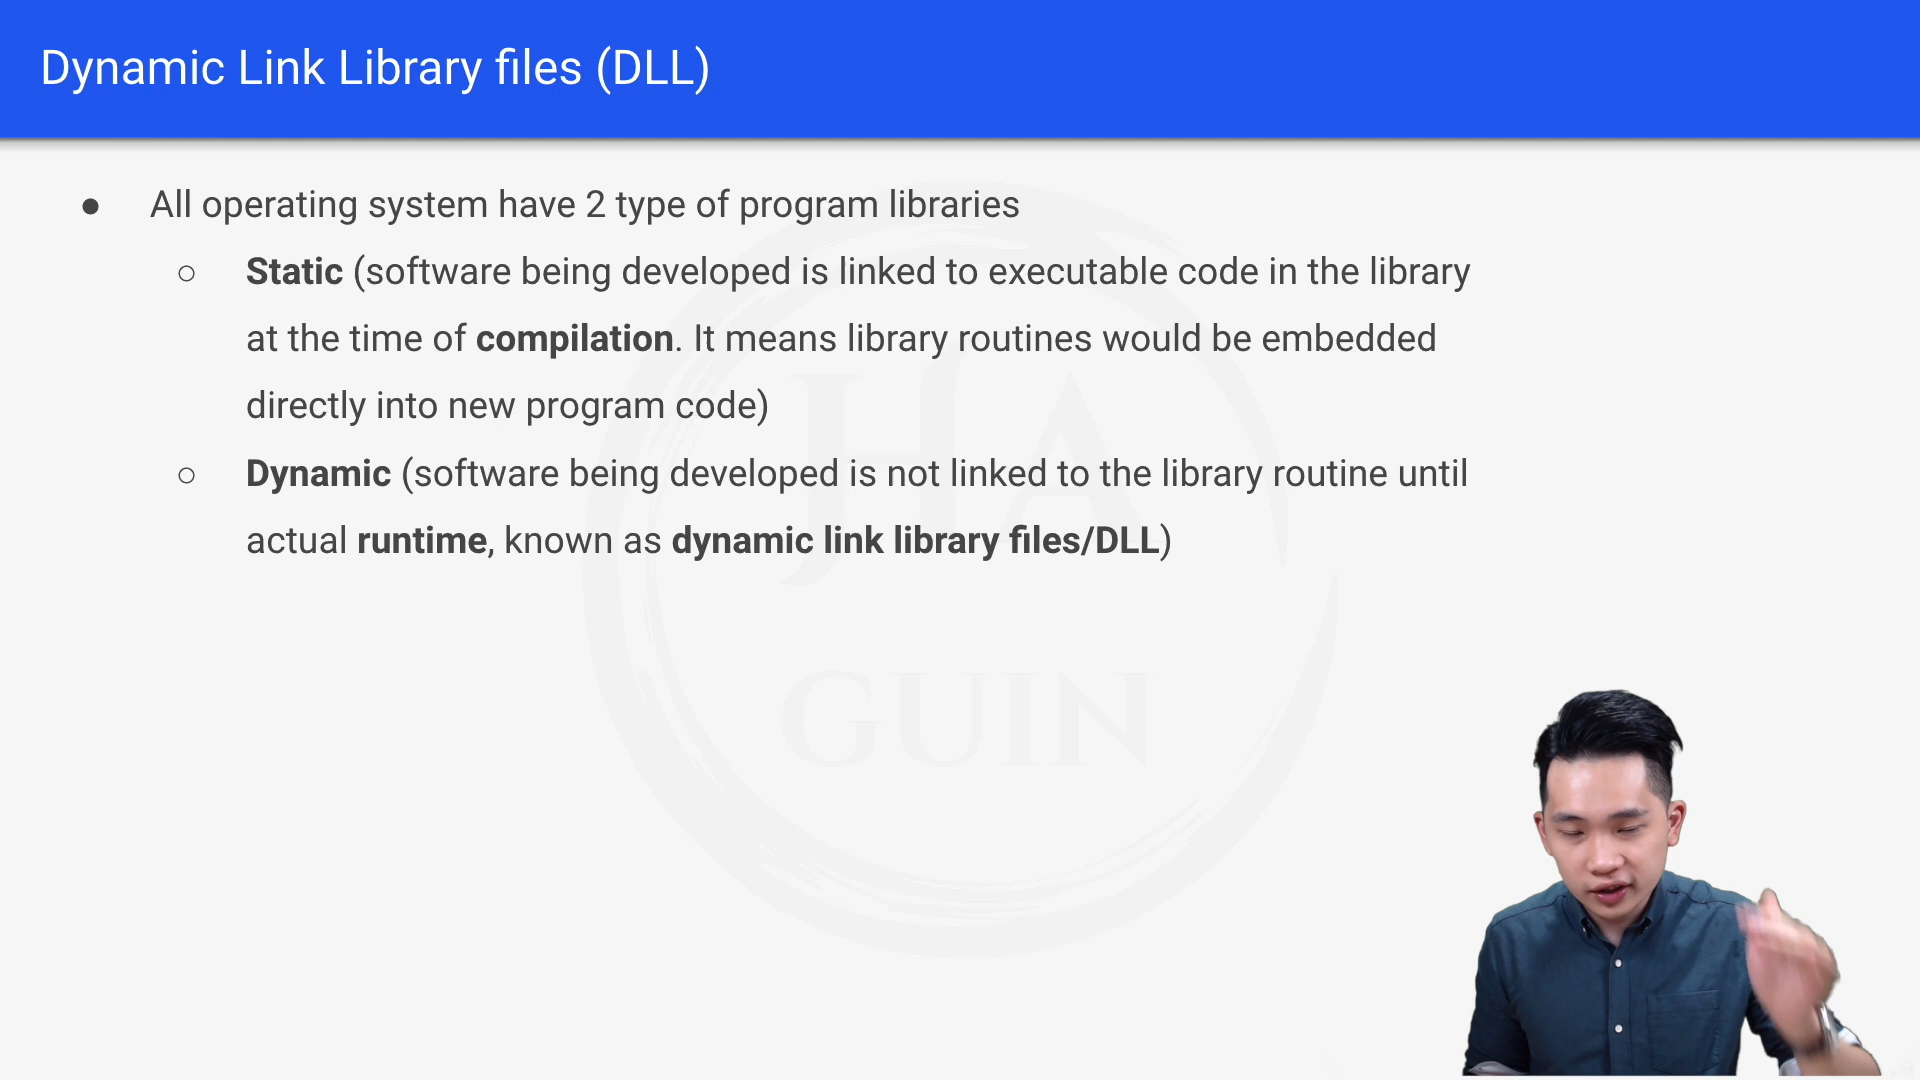 Dynamic Link Library files (DLL)
● All operating system have 2 type of program libraries
○ Static (software being developed is linked to executable code in the library
at the time of compilation. It means library routines would be embedded
directly into new program code)
○ Dynamic (software being developed is not linked to the library routine until
actual runtime, known as dynamic link library files/DLL)
JHA
GUIN